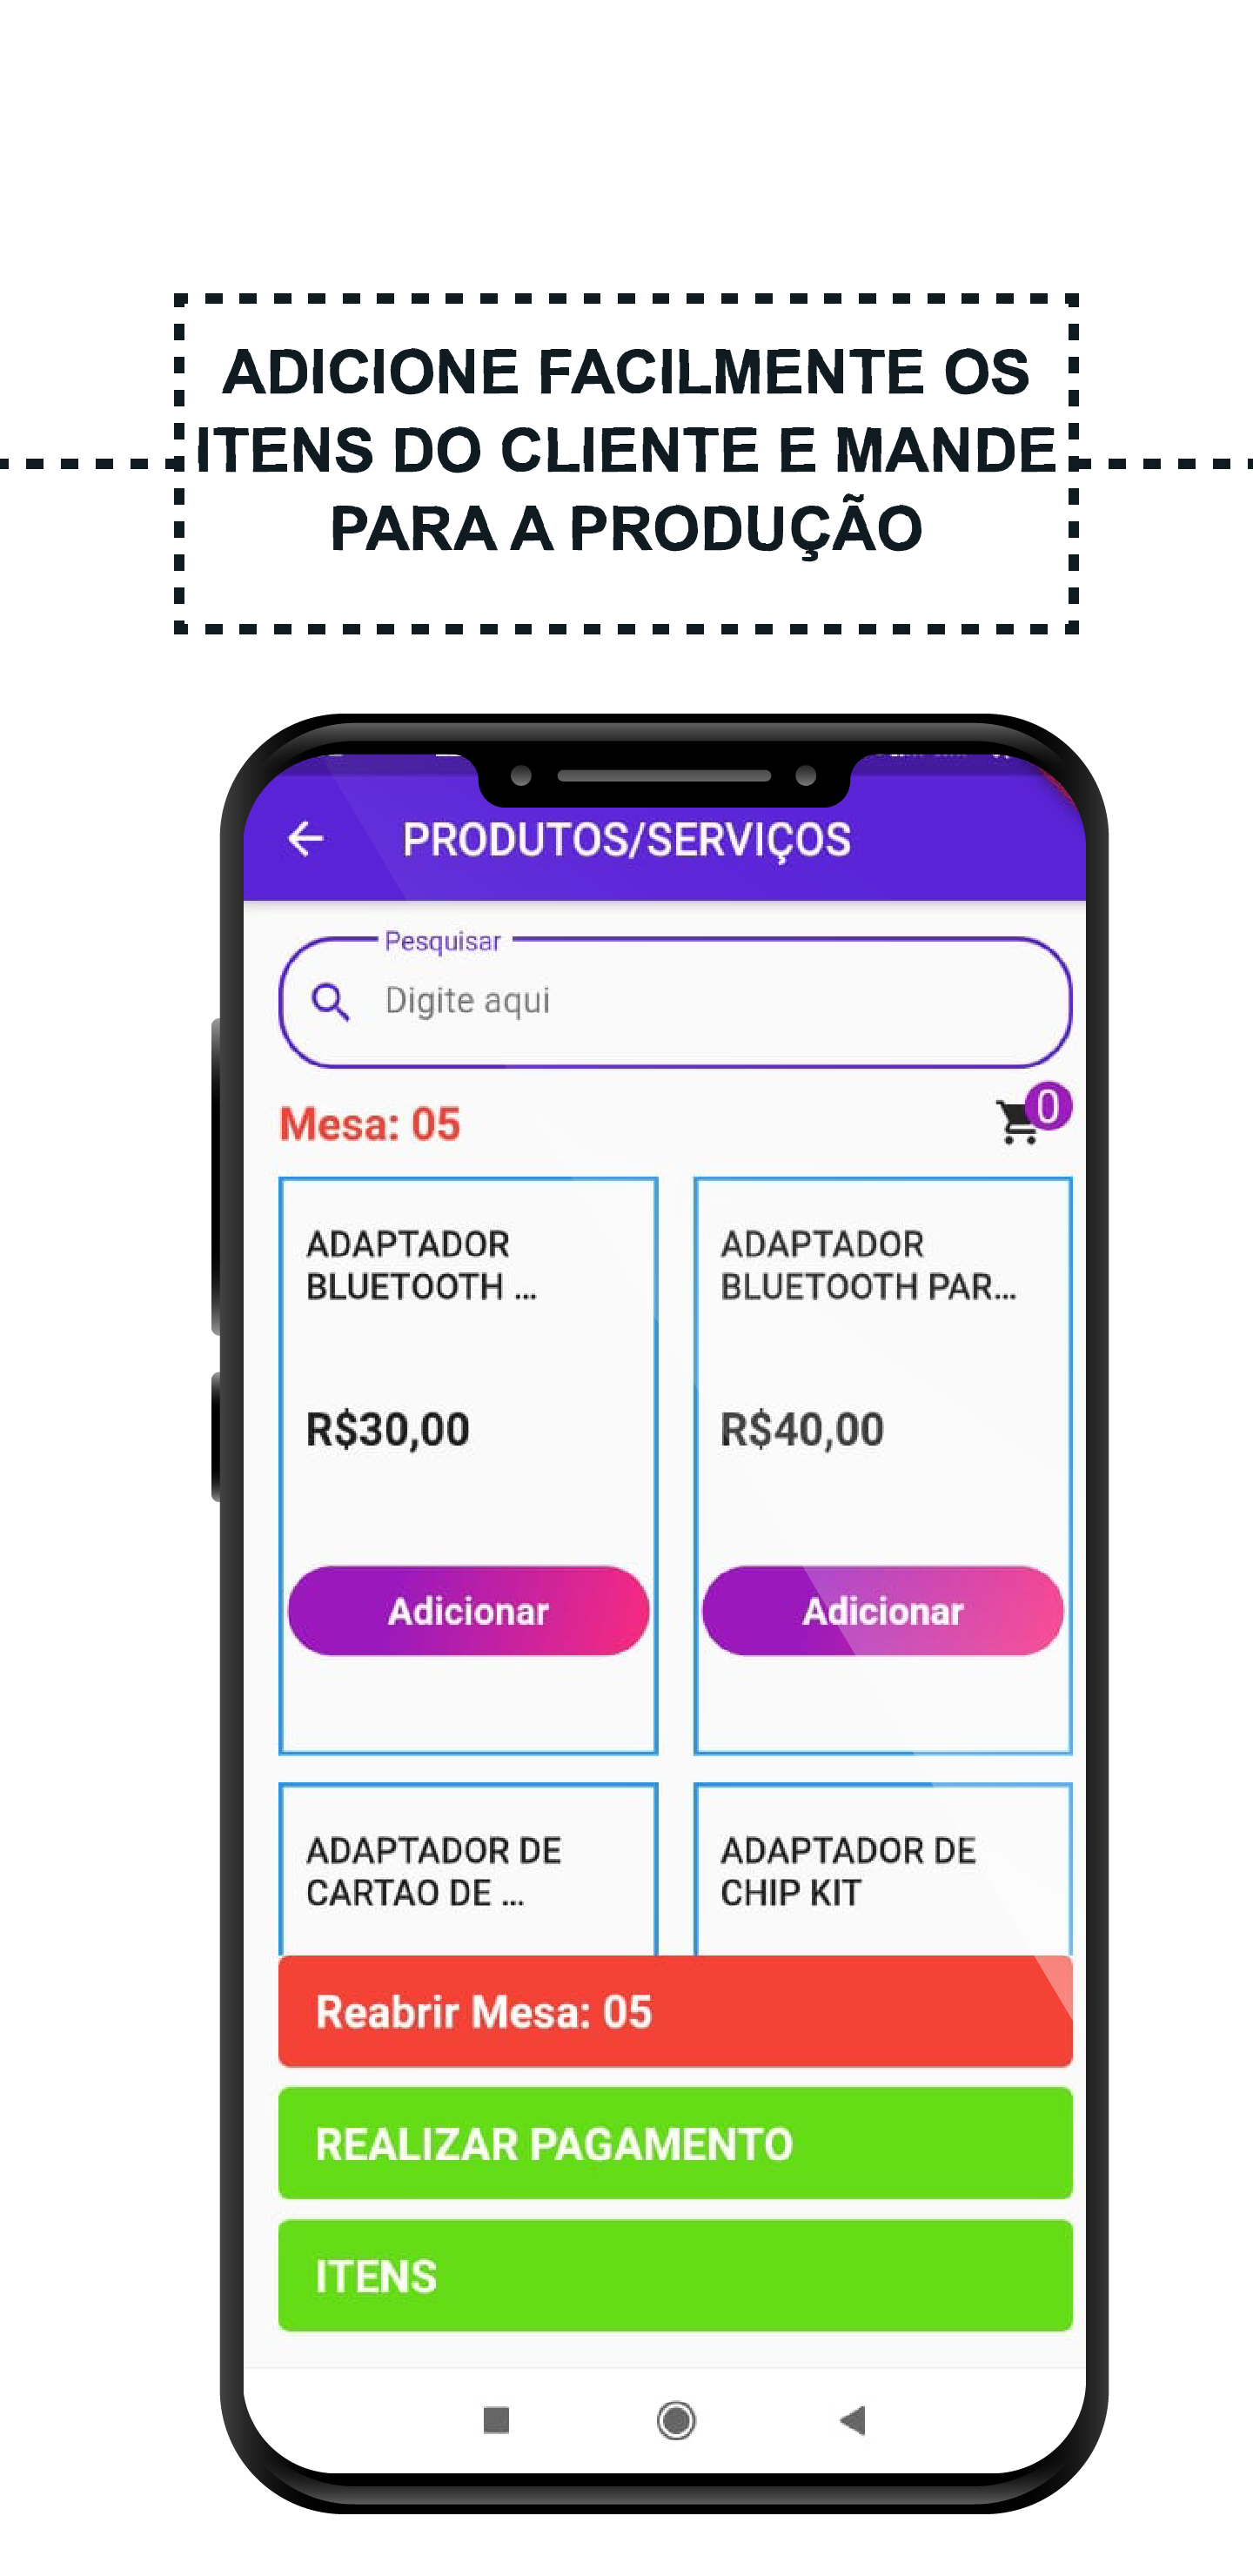 ADICIONE FACILMENTE OS
ITENS DO CLIENTE E MANDE
PARA A PRODUÇÃO
PRODUTOS/SERVIÇOS
Pesquisar
Digite aqui
Mesa: 05
0
ADAPTADOR
BLUETOOTH ...
R$30,00
Adicionar
ADAPTADOR
BLUETOOTH PAR...
R$40,00
Adicionar
ADAPTADOR DE
CARTAO DE ...
ADAPTADOR DE
CHIP KIT
Reabrir Mesa: 05
REALIZAR PAGAMENTO
ITENS